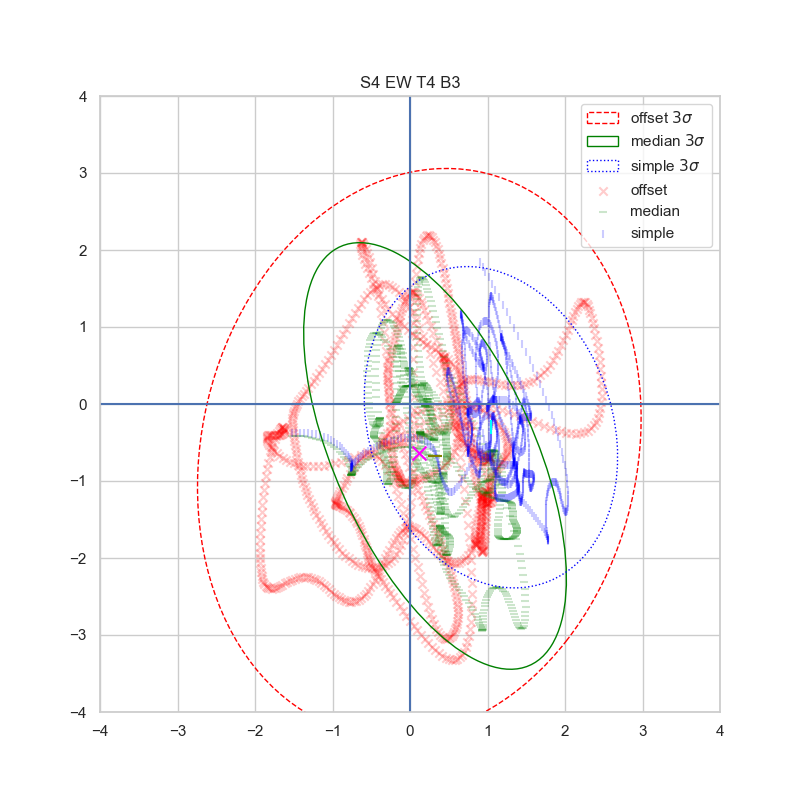 S4 EW T4 B3
offset 3σ
median 3σ
simple 3σ
offset
median
simple
4
3
2
1
0
−1
−2
−3
−4
−4 −3 −2 −1 0 1 2 3 4